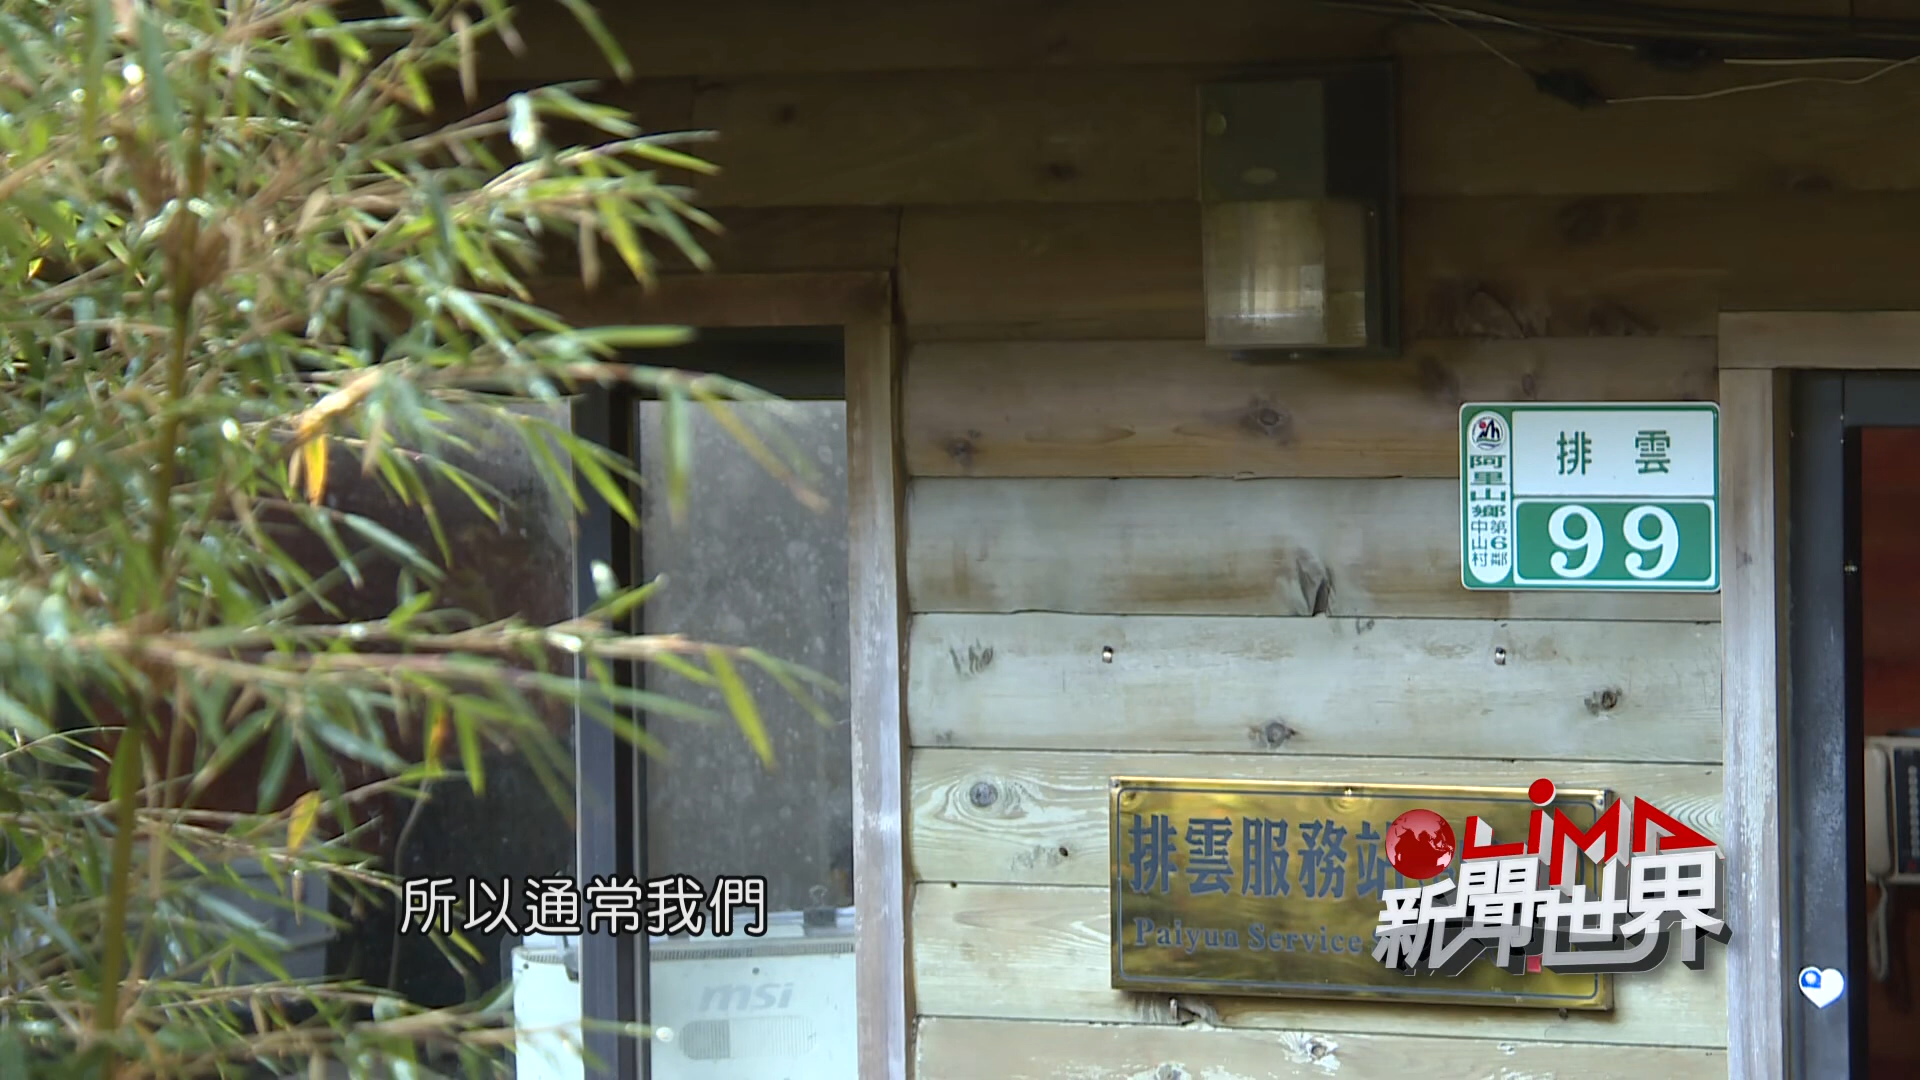 排雲
99
阿里山鄉
中山村
第6鄰
排雲服務站
Paiyun Service
LiMA
新聞世界
所以通常我們
msi